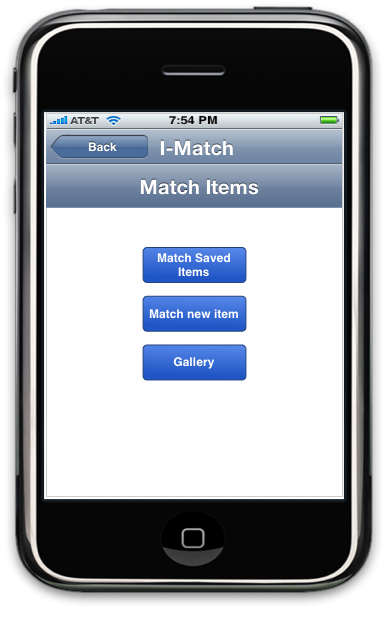 AT&T 7:54 PM
Back I-Match
Match Items
Match Saved
Items
Match new item
Gallery